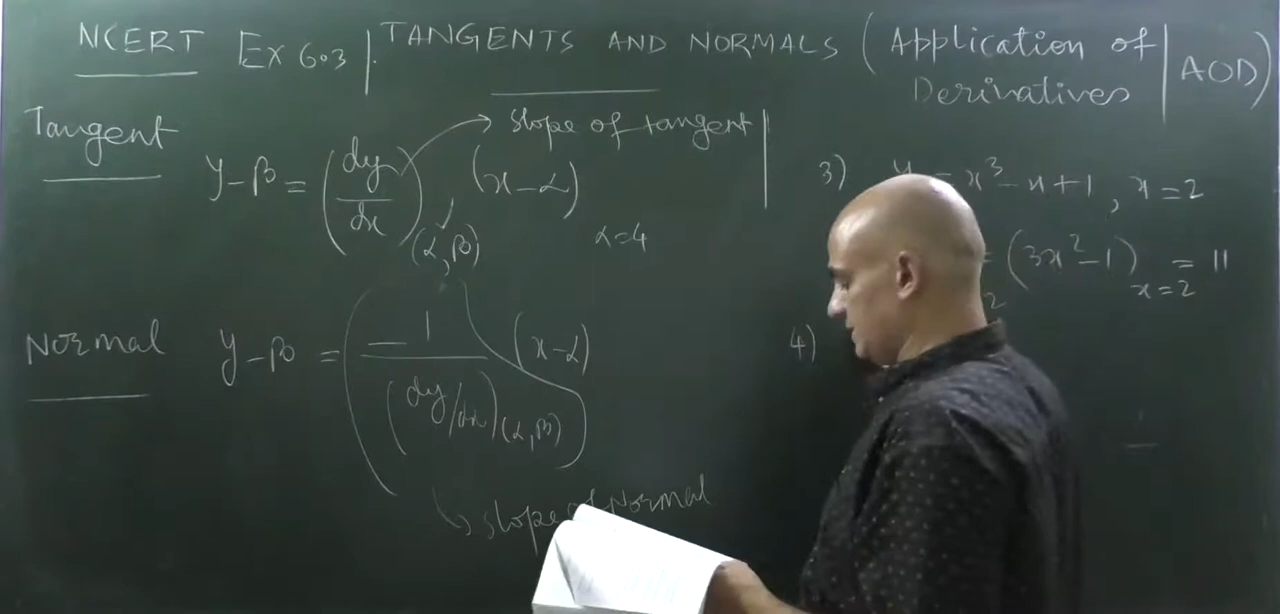 NCERT Ex 6.3 | TANGENTS AND NORMALS ( Application of Derivatives | AOD )
Tangent
y - β = (dy/dx)(α, β) (x - α)
→ slope of tangent
α = 4
Normal
y - β = - 1/(dy/dx)(α, β) (x - α)
↳ slope of Normal
3) y = x³ - x + 1, x = 2
= (3x² - 1) x = 2 = 11
2
4)